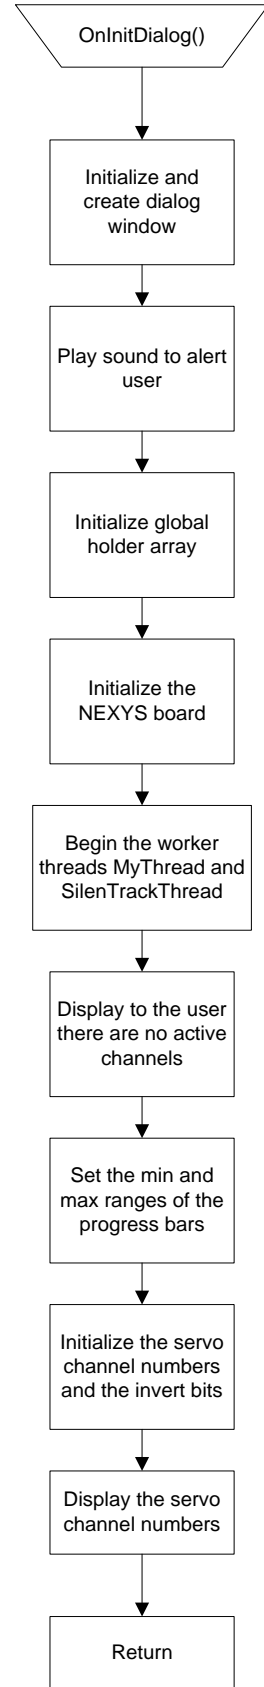 OnInitDialog()
Initialize and
create dialog
window
Play sound to alert
user
Initialize global
holder array
Initialize the
NEXYS board
Begin the worker
threads MyThread and
SilenTrackThread
Display to the user
there are no active
channels
Set the min and
max ranges of the
progress bars
Initialize the servo
channel numbers
and the invert bits
Display the servo
channel numbers
Return